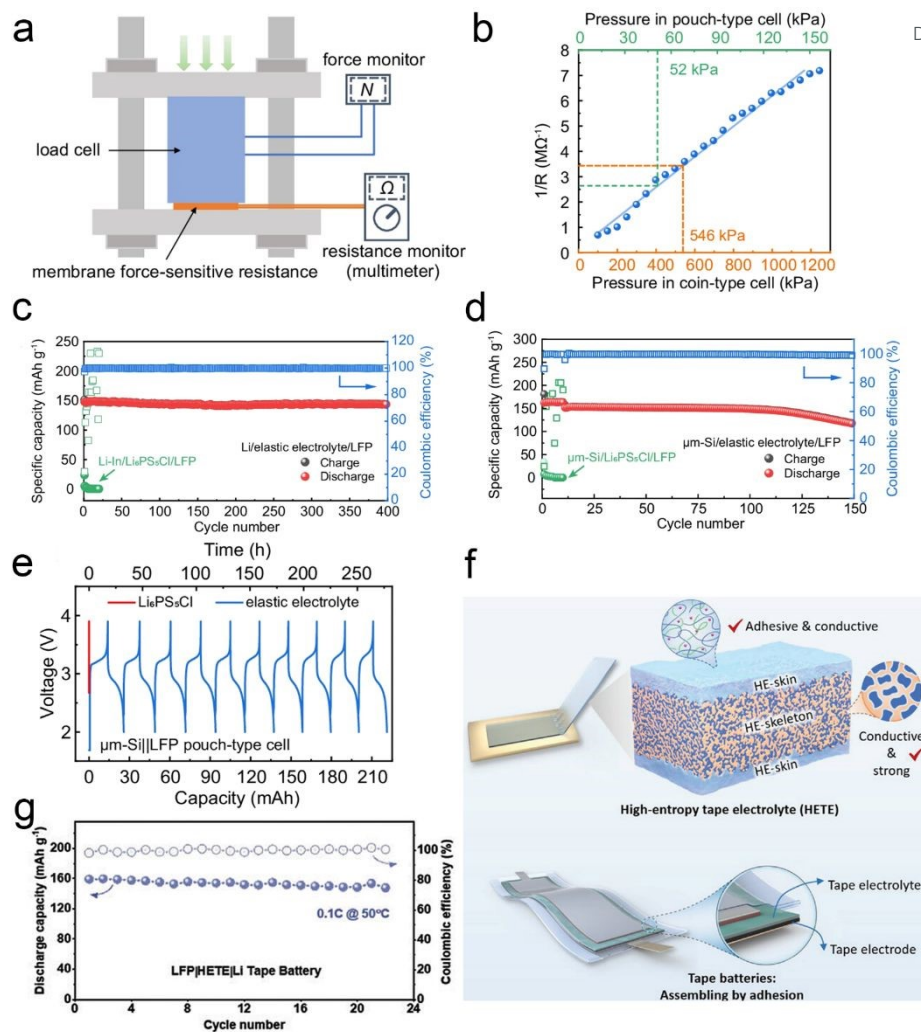 a
force monitor
N
load cell
Ω
membrane force-sensitive resistance
resistance monitor
(multimeter)
b
Pressure in pouch-type cell (kPa)
0 50 100 150
52 kPa
1/R (MΩ⁻¹)
8
7
6
5
4
3
2
1
0
546 kPa
0 200 400 600 800 1000 1200
Pressure in coin-type cell (kPa)
c
Specific capacity (mAh g⁻¹)
250
200
150
100
50
0
120
100
80
60
40
20
0
Coulombic efficiency (%)
Li-In/Li₆PS₅Cl/LFP
Li/elastic electrolyte/LFP
Charge
Discharge
0 50 100 150 200 250 300 350 400
Cycle number
d
Specific capacity (mAh g⁻¹)
300
250
200
150
100
50
0
100
80
60
40
20
0
Coulombic efficiency (%)
μm-Si/elastic electrolyte/LFP
μm-Si/Li₆PS₅Cl/LFP
Charge
Discharge
0 25 50 75 100 125 150
Cycle number
e
Time (h)
0 50 100 150 200 250
Li₆PS₅Cl
elastic electrolyte
Voltage (V)
4
3
2
μm-Si||LFP pouch-type cell
0 30 60 90 120 150 180 210
Capacity (mAh)
f
Adhesive & conductive
HE-skin
HE-skeleton
HE-skin
Conductive
&
strong
High-entropy tape electrolyte (HETE)
Tape electrolyte
Tape electrode
Tape batteries:
Assembling by adhesion
g
Discharge capacity (mAh g⁻¹)
200
160
120
80
40
0
100
80
60
40
20
0
Coulombic efficiency (%)
0.1C @ 50°C
LFP|HETE|Li Tape Battery
0 4 8 12 16 20 24
Cycle number